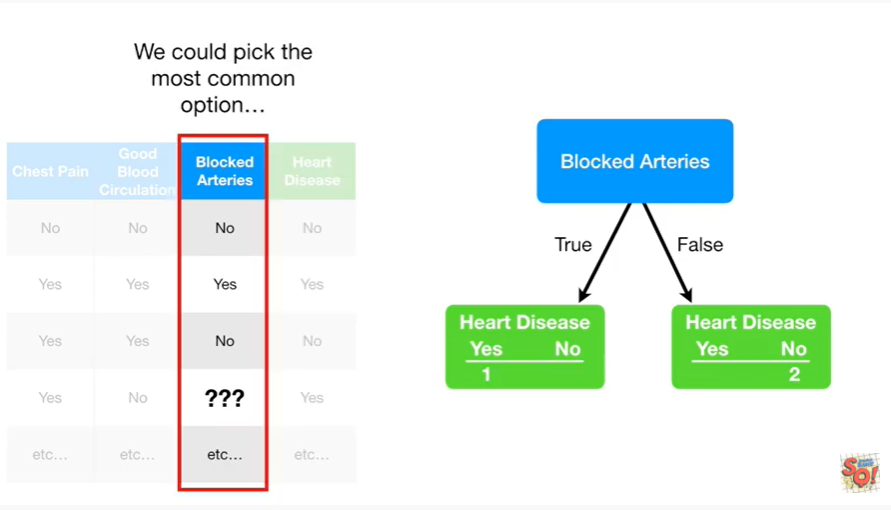 We could pick the
most common
option...
Chest Pain Good Blood Circulation Blocked Arteries Heart Disease
No No No No
Yes Yes Yes Yes
Yes Yes No No
Yes No ??? Yes
etc... etc... etc... etc...
Blocked Arteries
True False
Heart Disease Heart Disease
Yes No Yes No
1 2
SQ!